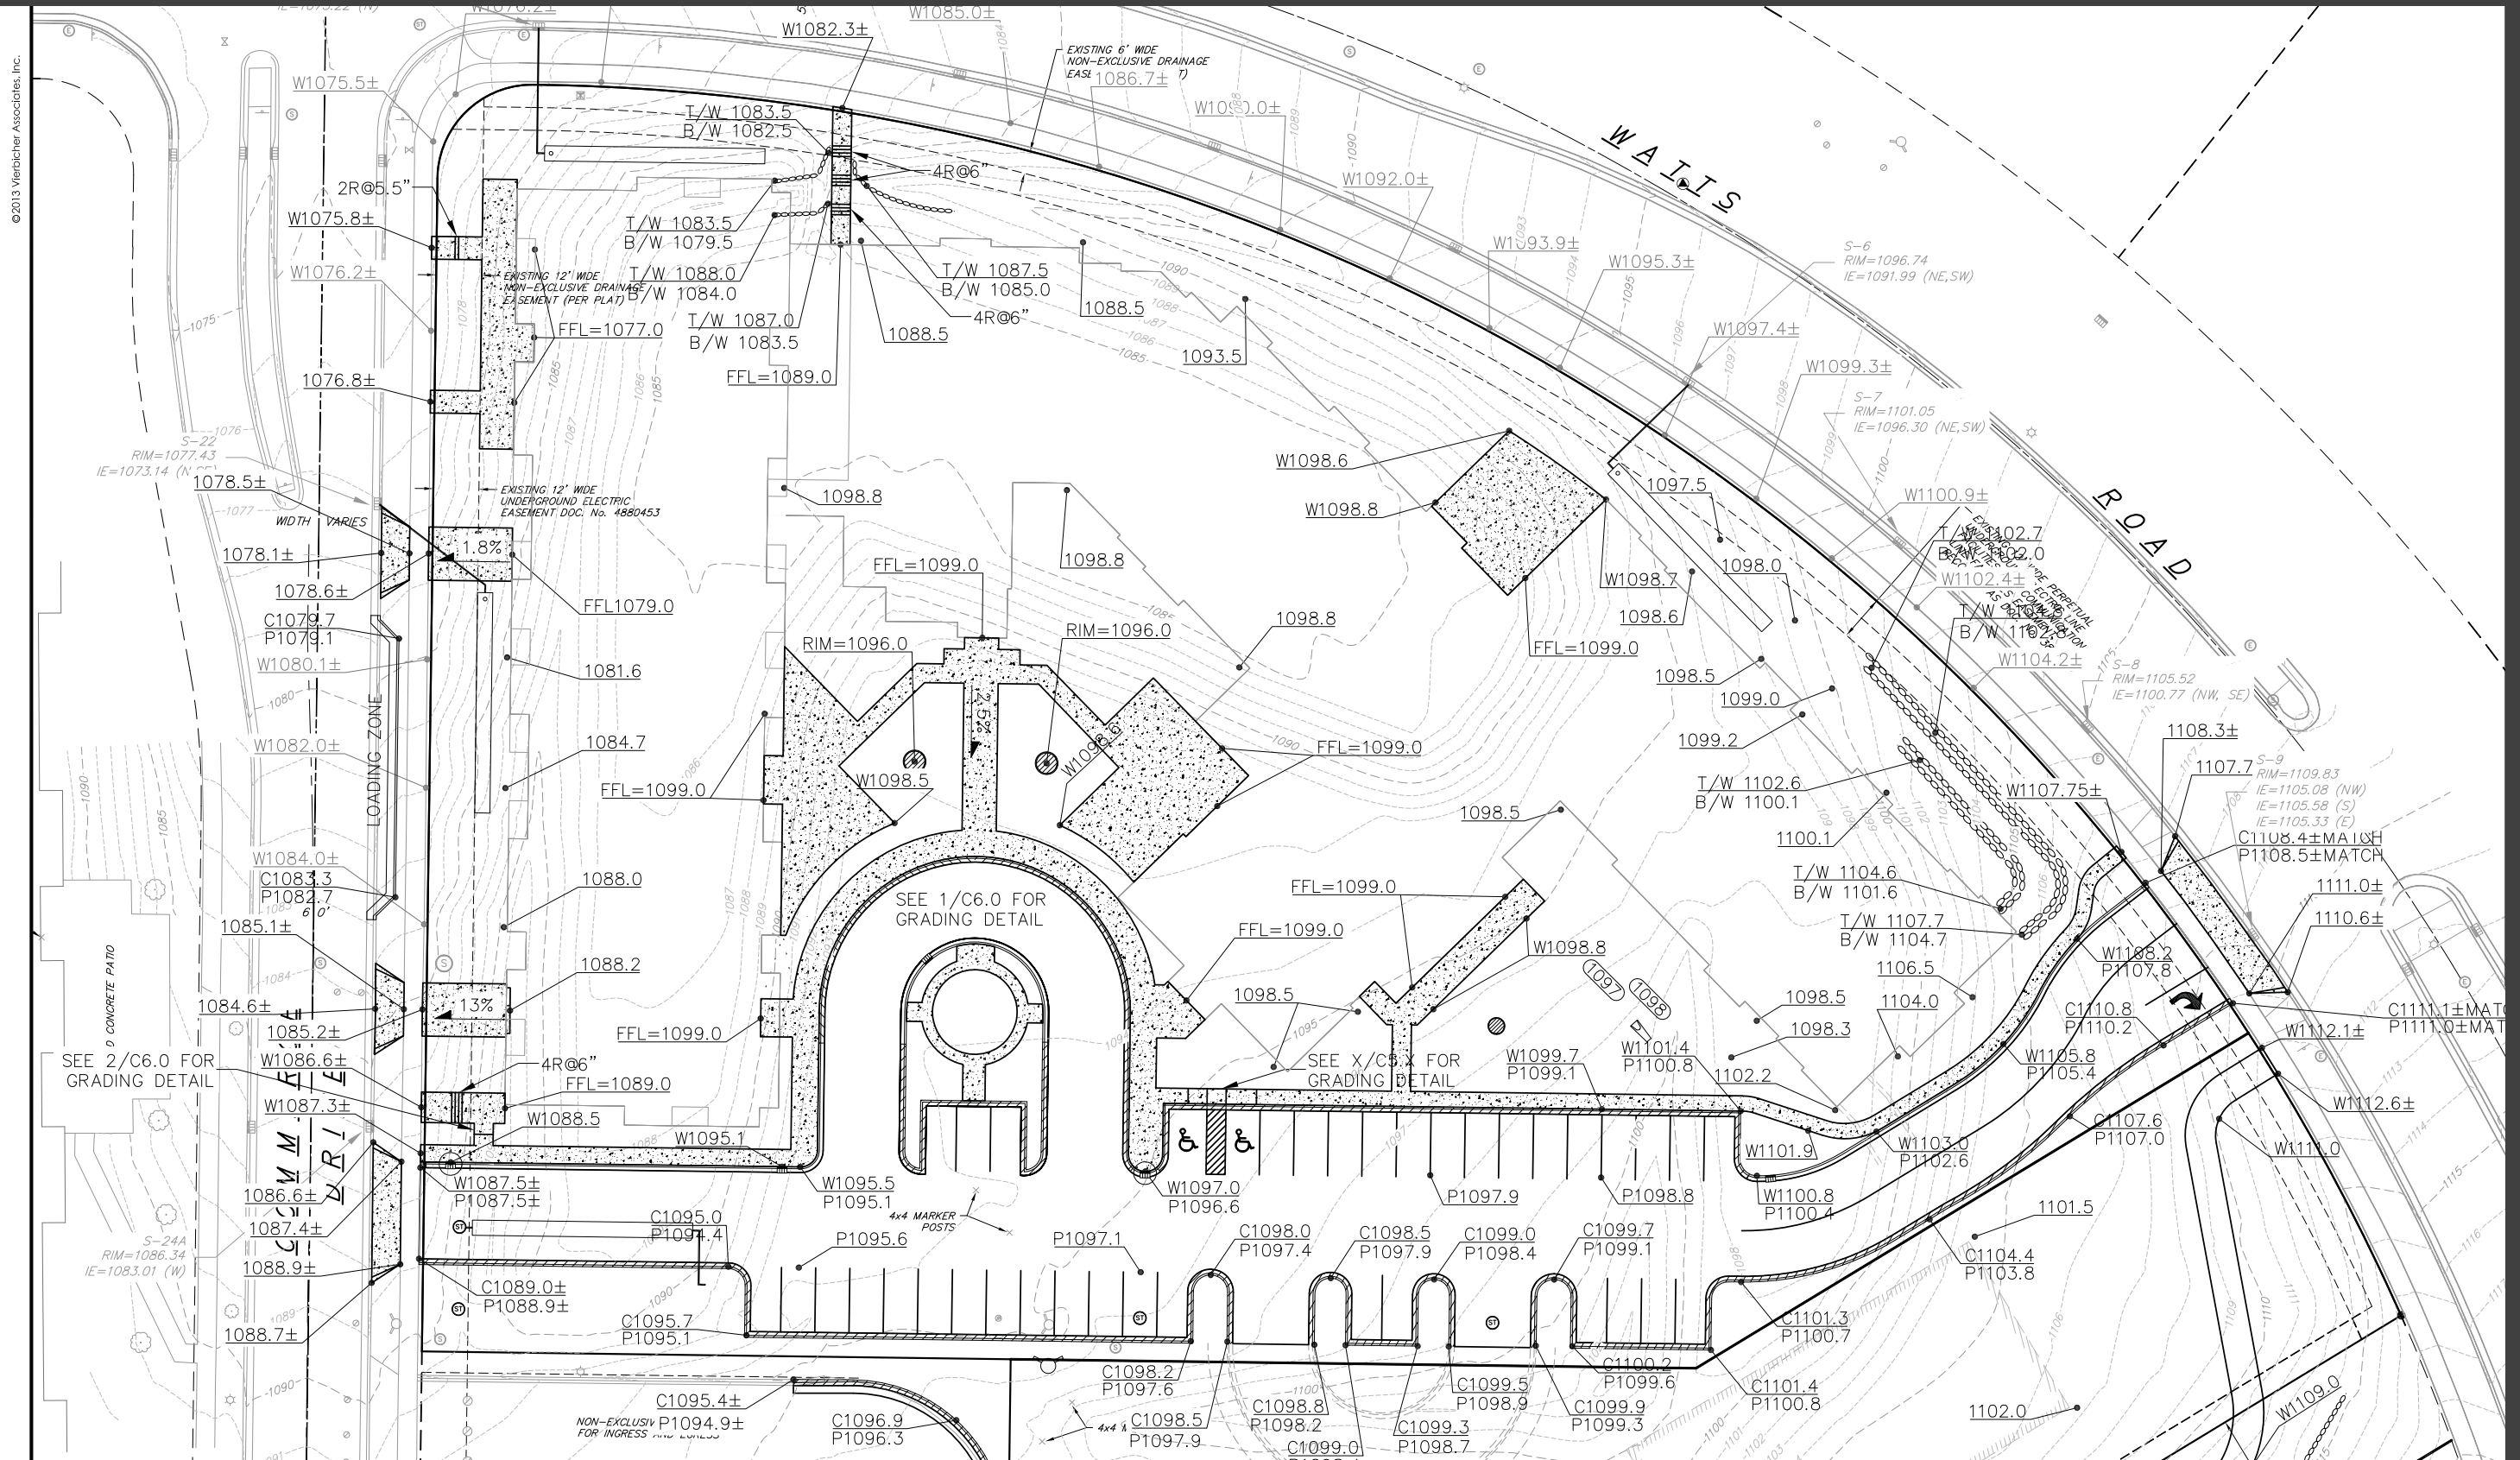 ©2013 Vierbicher Associates, Inc.
W1076.2±
W1085.0±
W1082.3±
EXISTING 6' WIDE
NON-EXCLUSIVE DRAINAGE
1086.7±
1084
W1075.5±
T/W 1083.5
B/W 1082.5
1088
1089
1090
WATTS
ROAD
2R@5.5"
4R@6"
W1092.0±
W1075.8±
T/W 1083.5
B/W 1079.5
W1076.2±
EXISTING 12' WIDE
NON-EXCLUSIVE DRAINAGE
EASEMENT (PER PLAT)
T/W 1088.0
B/W 1084.0
T/W 1087.5
B/W 1085.0
1088.5
4R@6"
T/W 1087.0
B/W 1083.5
1088.5
FFL=1077.0
1093.5
FFL=1089.0
W1095.3±
S-6
RIM=1096.74
IE=1091.99 (NE,SW)
W1097.4±
W1099.3±
S-7
RIM=1101.05
IE=1096.30 (NE,SW)
1075
1076.8±
1076
S-22
RIM=1077.43
1078.5±
1077
WIDTH VARIES
EXISTING 12' WIDE
UNDERGROUND ELECTRIC
EASEMENT DOC. No. 4880453
1098.8
W1098.6
W1098.8
1097.5
W1100.9±
1078.1±
1.8%
1098.8
FFL=1099.0
1078.6±
FFL1079.0
W1098.7
1098.0
1098.6
W1102.4±
C1079.7
P1079.1
RIM=1096.0
RIM=1096.0
1098.8
FFL=1099.0
W1080.1±
1081.6
1098.5
1099.0
W1104.2±
S-8
RIM=1105.52
IE=1100.77 (NW, SE)
1080
LOADING ZONE
W1082.0±
1084.7
2.5%
W1098.6
FFL=1099.0
1099.2
1108.3±
FFL=1099.0
W1098.5
T/W 1102.6
B/W 1100.1
1107.7
S-9
RIM=1109.83
IE=1105.08 (NW)
IE=1105.58 (S)
IE=1105.33 (E)
W1107.75±
1098.5
1100.1
C1108.4±MATCH
P1108.5±MATCH
W1084.0±
C1083.3
P1082.7
1088.0
SEE 1/C6.0 FOR
GRADING DETAIL
FFL=1099.0
T/W 1104.6
B/W 1101.6
1111.0±
1110.6±
1085.1±
FFL=1099.0
W1098.8
T/W 1107.7
B/W 1104.7
W1108.2
P1107.8
1088.2
1084
1084.6±
13%
1097
1098
1098.5
1106.5
1098.5
1104.0
1085.2±
FFL=1099.0
1098.3
C1110.8
P1110.2
W1112.1±
SEE 2/C6.0 FOR
GRADING DETAIL
W1086.6±
4R@6"
FFL=1089.0
SEE X/C5.X FOR
GRADING DETAIL
W1099.7
P1099.1
W1101.4
P1100.8
1102.2
W1105.8
P1105.4
W1087.3±
W1088.5
W1095.1
W1101.9
W1103.0
P1102.6
C1107.6
P1107.0
W1112.6±
W1111.0
1086.6±
W1087.5±
P1087.5±
W1095.5
P1095.1
W1097.0
P1096.6
P1097.9
P1098.8
W1100.8
P1100.4
1087.4±
4x4 MARKER
POSTS
S-24A
RIM=1086.34
IE=1083.01 (W)
C1095.0
P1094.4
P1095.6
P1097.1
C1098.0
P1097.4
C1098.5
P1097.9
C1099.0
P1098.4
C1099.7
P1099.1
1101.5
1088.9±
C1104.4
P1103.8
C1089.0±
P1088.9±
1088.7±
C1095.7
P1095.1
C1101.3
P1100.7
C1098.2
P1097.6
C1100.2
P1099.6
C1101.4
P1100.8
C1095.4±
P1094.9±
C1096.9
P1096.3
C1098.5
P1097.9
C1098.8
P1098.2
C1099.0
C1099.3
P1098.7
C1099.5
P1098.9
C1099.9
P1099.3
1102.0
W1109.0
CONCRETE PATIO